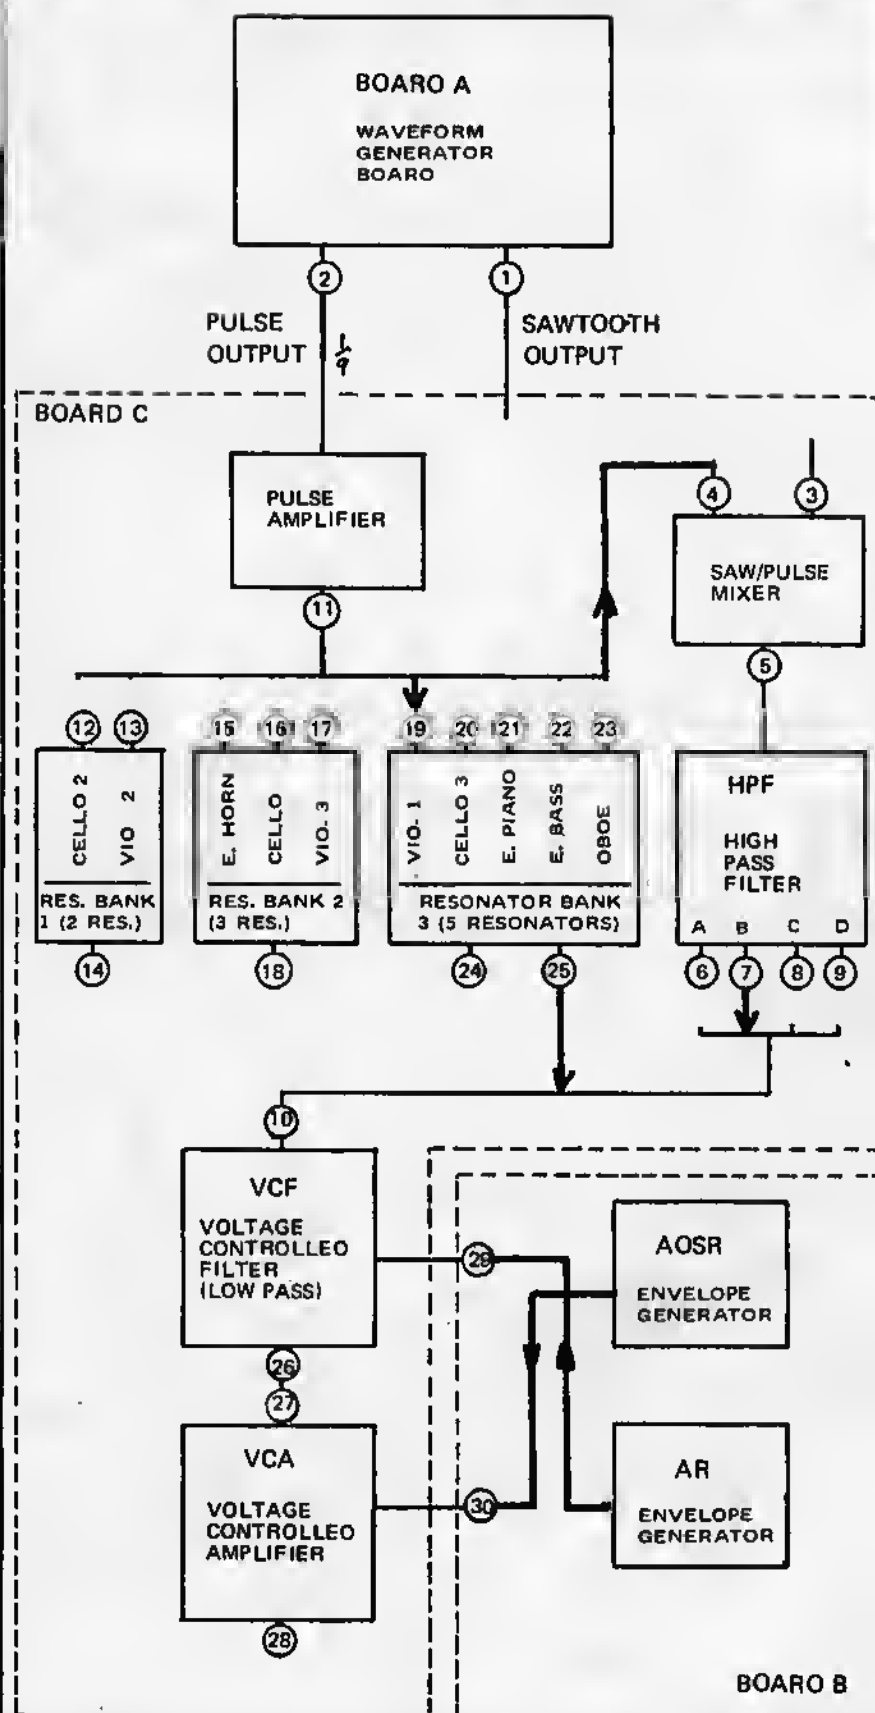 BOARO A
WAVEFORM
GENERATOR
BOARO
2
1
PULSE
OUTPUT
1/9
SAWTOOTH
OUTPUT
BOARD C
PULSE
AMPLIFIER
11
4
3
SAW/PULSE
MIXER
5
12
13
CELLO 2
VIO 2
RES. BANK
1 (2 RES.)
14
15
16
17
E. HORN
CELLO
VIO. 3
RES. BANK 2
(3 RES.)
18
19
20
21
22
23
VIO. 1
CELLO 3
E. PIANO
E. BASS
OBOE
RESONATOR BANK
3 (5 RESONATORS)
24
25
HPF
HIGH
PASS
FILTER
A B C D
6
7
8
9
10
VCF
VOLTAGE
CONTROLLEO
FILTER
(LOW PASS)
29
AOSR
ENVELOPE
GENERATOR
26
27
VCA
VOLTAGE
CONTROLLEO
AMPLIFIER
30
AR
ENVELOPE
GENERATOR
28
BOARO B